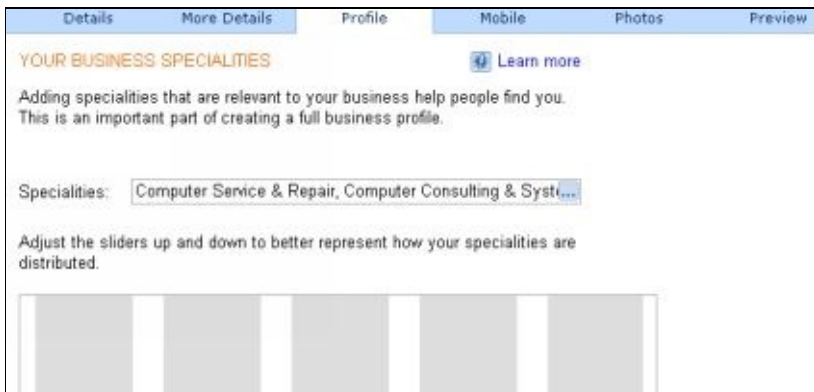 Details More Details Profile Mobile Photos Preview
YOUR BUSINESS SPECIALITIES Learn more
Adding specialities that are relevant to your business help people find you.
This is an important part of creating a full business profile.
Specialities: Computer Service & Repair, Computer Consulting & Syst ...
Adjust the sliders up and down to better represent how your specialities are
distributed.